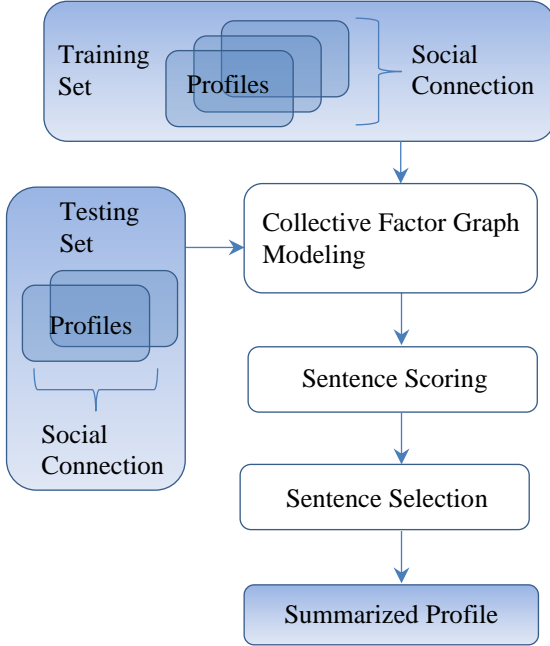 Training
Set
Profiles
Social
Connection
Testing
Set
Profiles
Social
Connection
Collective Factor Graph
Modeling
Sentence Scoring
Sentence Selection
Summarized Profile